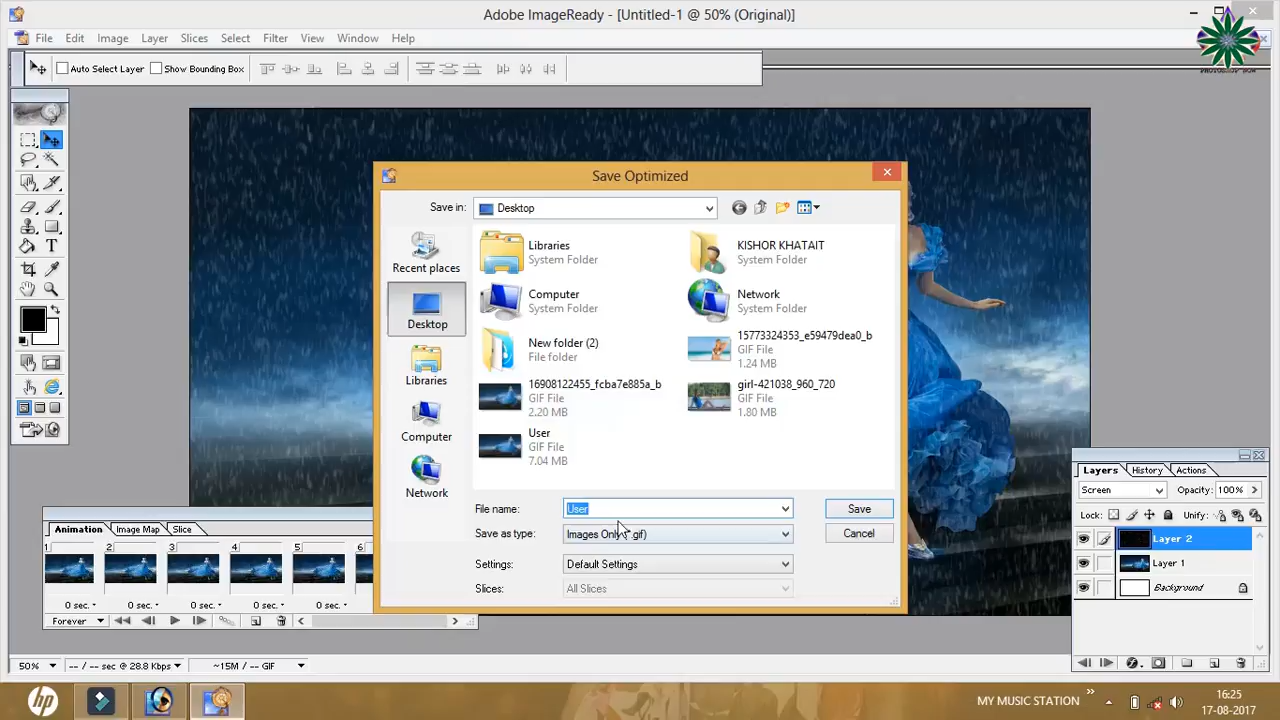 Adobe ImageReady - [Untitled-1 @ 50% (Original)]
File Edit Image Layer Slices Select Filter View Window Help
Auto Select Layer Show Bounding Box
Save Optimized
Save in: Desktop
Recent places
Desktop
Libraries
Computer
Network
Libraries
System Folder
KISHOR KHATAIT
System Folder
Computer
System Folder
Network
System Folder
New folder (2)
File folder
15773324353_e59479dea0_b
GIF File
1.24 MB
16908122455_fcba7e885a_b
GIF File
2.20 MB
girl-421038_960_720
GIF File
1.80 MB
User
GIF File
7.04 MB
File name: User
Save
Save as type: Images Only gif)
Cancel
Settings: Default Settings
Slices: All Slices
Animation Image Map Slice
1 2 3 4 5
0 sec. 0 sec. 0 sec. 0 sec. 0 sec.
Forever
Layers History Actions
Screen Opacity: 100%
Lock: Unify:
Layer 2
Layer 1
Background
50% -- / -- sec @ 28.8 Kbps ~15M / -- GIF
hp
MY MUSIC STATION
16:25
17-08-2017